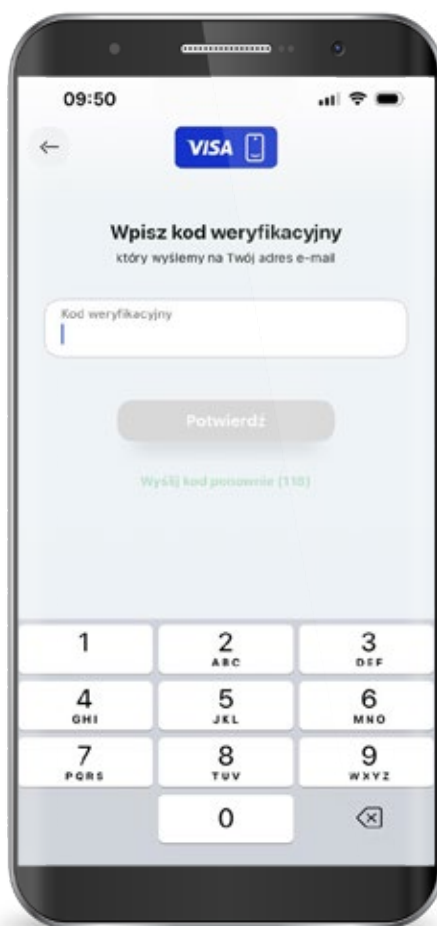 09:50
VISA
Wpisz kod weryfikacyjny
który wyślemy na Twój adres e-mail
Kod weryfikacyjny
Potwierdź
Wyślij kod ponownie (118)
1
2
3
ABC
DEF
4
5
6
GHI
JKL
MNO
7
8
9
PQRS
TUV
WXYZ
0